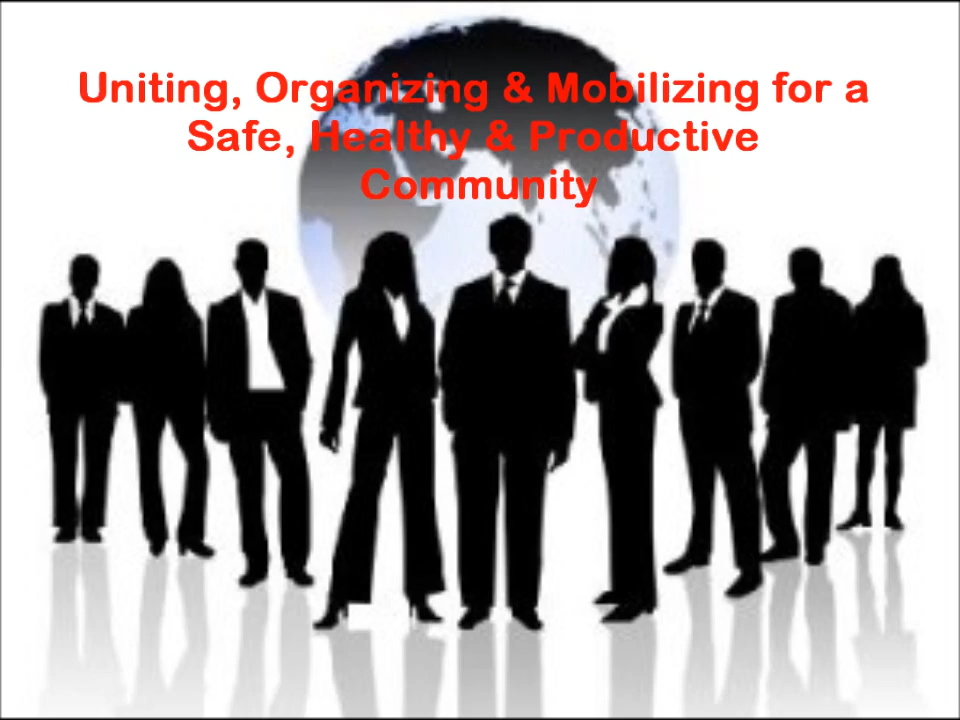 Uniting, Organizing & Mobilizing for a
Safe, Healthy & Productive
Community